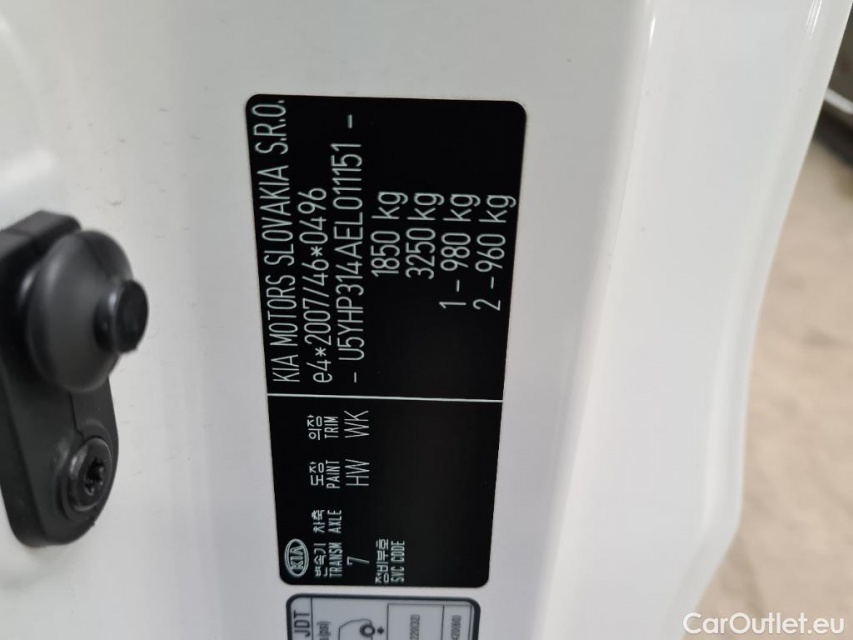 KIA MOTORS SLOVAKIA S.R.O.
e4*2007/46*0496
- U5YHP314AEL011151 -
1850 kg
3250 kg
1 - 980 kg
2 - 960 kg
KIA
변속기 차축 도장 의장
TRANSM AXLE PAINT TRIM
7 HW WK
정비부호
SVC CODE
JDT
CarOutlet.eu